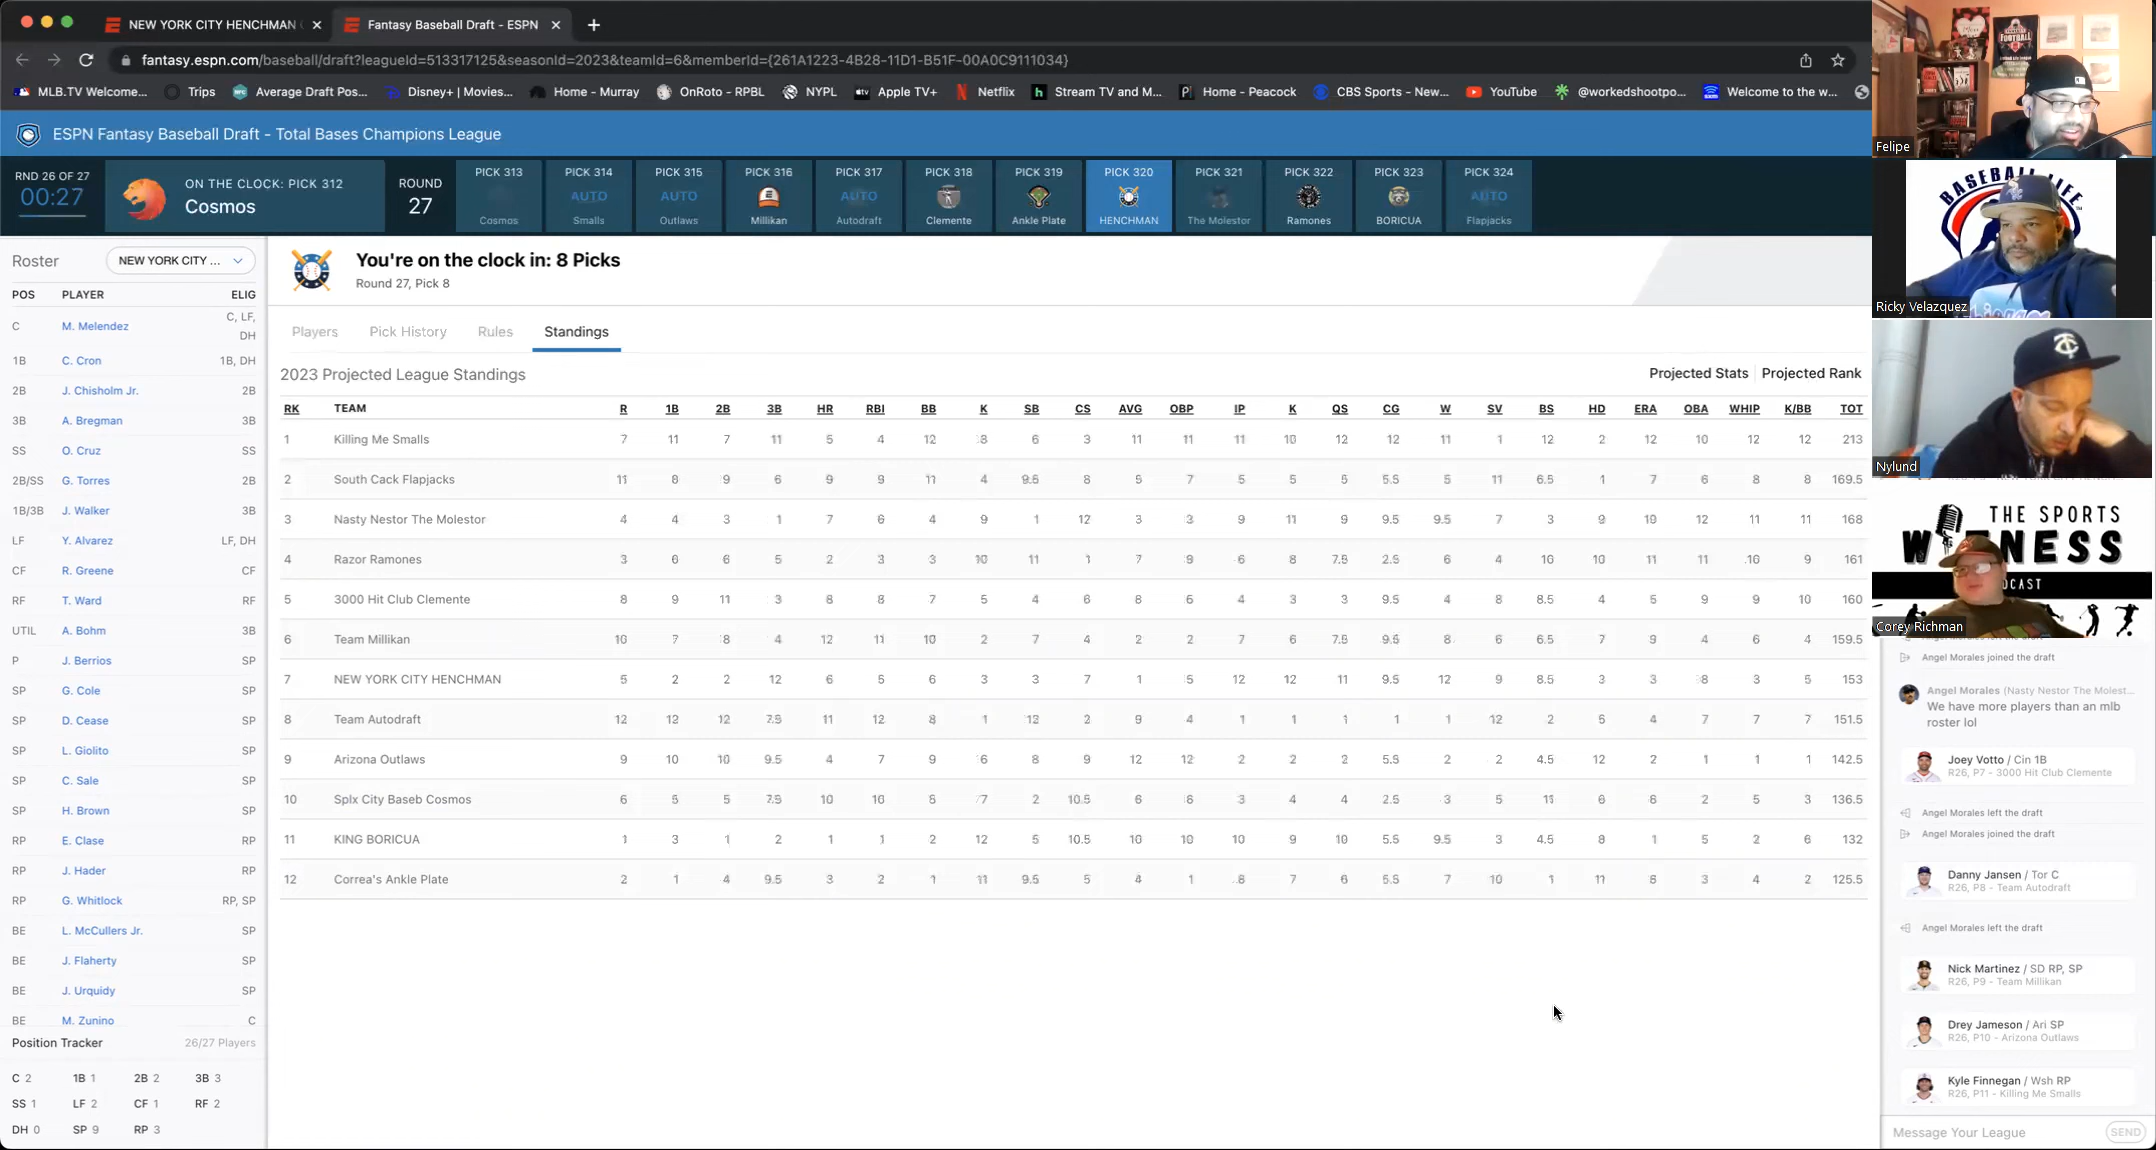 NEW YORK CITY HENCHMAN
Fantasy Baseball Draft - ESPN
fantasy.espn.com/baseball/draft?leagueId=513317125&seasonId=2023&teamId=6&memberId={261A1223-4B28-11D1-B51F-00A0C9111034}
MLB.TV Welcome... Trips Average Draft Pos... Disney+ | Movies... Home - Murray OnRoto - RPBL NYPL Apple TV+ Netflix Stream TV and M... Home - Peacock CBS Sports - New... YouTube @workedshootpo... Welcome to the w...
ESPN Fantasy Baseball Draft - Total Bases Champions League
RND 26 OF 27
00:27
ON THE CLOCK: PICK 312
Cosmos
ROUND
27
PICK 313 PICK 314 PICK 315 PICK 316 PICK 317 PICK 318 PICK 319 PICK 320 PICK 321 PICK 322 PICK 323 PICK 324
AUTO AUTO AUTO AUTO
Cosmos Smalls Outlaws Millikan Autodraft Clemente Ankle Plate HENCHMAN The Molestor Ramones BORICUA Flapjacks
Roster NEW YORK CITY ...
POS PLAYER ELIG
C M. Melendez C, LF, DH
1B C. Cron 1B, DH
2B J. Chisholm Jr. 2B
3B A. Bregman 3B
SS O. Cruz SS
2B/SS G. Torres 2B
1B/3B J. Walker 3B
LF Y. Alvarez LF, DH
CF R. Greene CF
RF T. Ward RF
UTIL A. Bohm 3B
P J. Berrios SP
SP G. Cole SP
SP D. Cease SP
SP L. Giolito SP
SP C. Sale SP
SP H. Brown SP
RP E. Clase RP
RP J. Hader RP
RP G. Whitlock RP, SP
BE L. McCullers Jr. SP
BE J. Flaherty SP
BE J. Urquidy SP
BE M. Zunino C
Position Tracker 26/27 Players
C 2 1B 1 2B 2 3B 3
SS 1 LF 2 CF 1 RF 2
DH 0 SP 9 RP 3
You're on the clock in: 8 Picks
Round 27, Pick 8
Players Pick History Rules Standings
2023 Projected League Standings Projected Stats Projected Rank
RK TEAM R 1B 2B 3B HR RBI BB K SB CS AVG OBP IP K QS CG W SV BS HD ERA OBA WHIP K/BB TOT
1 Killing Me Smalls 7 11 7 11 5 4 12 8 6 3 11 11 11 10 12 12 11 1 12 2 12 10 12 12 213
2 South Cack Flapjacks 11 8 9 6 9 9 11 4 9.5 8 5 7 5 5 5 5.5 5 11 6.5 1 7 6 8 8 169.5
3 Nasty Nestor The Molestor 4 4 3 1 7 6 4 9 1 12 3 3 9 11 9 9.5 9.5 7 3 9 10 12 11 11 168
4 Razor Ramones 3 6 6 5 2 3 3 10 11 1 7 9 6 8 7.5 2.5 6 4 10 10 11 11 10 9 161
5 3000 Hit Club Clemente 8 9 11 3 8 8 7 5 4 6 8 6 4 3 3 9.5 4 8 8.5 4 5 9 9 10 160
6 Team Millikan 10 7 8 4 12 11 10 2 7 4 2 2 7 6 7.5 9.5 8 6 6.5 7 9 4 6 4 159.5
7 NEW YORK CITY HENCHMAN 5 2 2 12 6 5 6 3 3 7 1 5 12 12 11 9.5 12 9 8.5 3 3 8 3 5 153
8 Team Autodraft 12 12 12 7.5 11 12 8 1 12 2 9 4 1 1 1 1 1 12 2 5 4 7 7 7 151.5
9 Arizona Outlaws 9 10 10 9.5 4 7 9 6 8 9 12 12 2 2 2 5.5 2 2 4.5 12 2 1 1 1 142.5
10 Splx City Baseb Cosmos 6 5 5 7.5 10 10 5 7 2 10.5 6 8 3 4 4 2.5 3 5 11 6 6 2 5 3 136.5
11 KING BORICUA 1 3 1 2 1 1 2 12 5 10.5 10 10 10 9 10 5.5 9.5 3 4.5 8 1 5 2 6 132
12 Correa's Ankle Plate 2 1 4 9.5 3 2 1 11 9.5 5 4 1 8 7 6 5.5 7 10 1 11 8 3 4 2 125.5
Felipe
BASEBALL LIFE
Ricky Velazquez
TC
Nylund
THE SPORTS
Corey Richman
Angel Morales joined the draft
Angel Morales (Nasty Nestor The Molest...
We have more players than an mlb
roster lol
Joey Votto / Cin 1B
R26, P7 - 3000 Hit Club Clemente
Angel Morales left the draft
Angel Morales joined the draft
Danny Jansen / Tor C
R26, P8 - Team Autodraft
Angel Morales left the draft
Nick Martinez / SD RP, SP
R26, P9 - Team Millikan
Drey Jameson / Ari SP
R26, P10 - Arizona Outlaws
Kyle Finnegan / Wsh RP
R26, P11 - Killing Me Smalls
Message Your League SEND